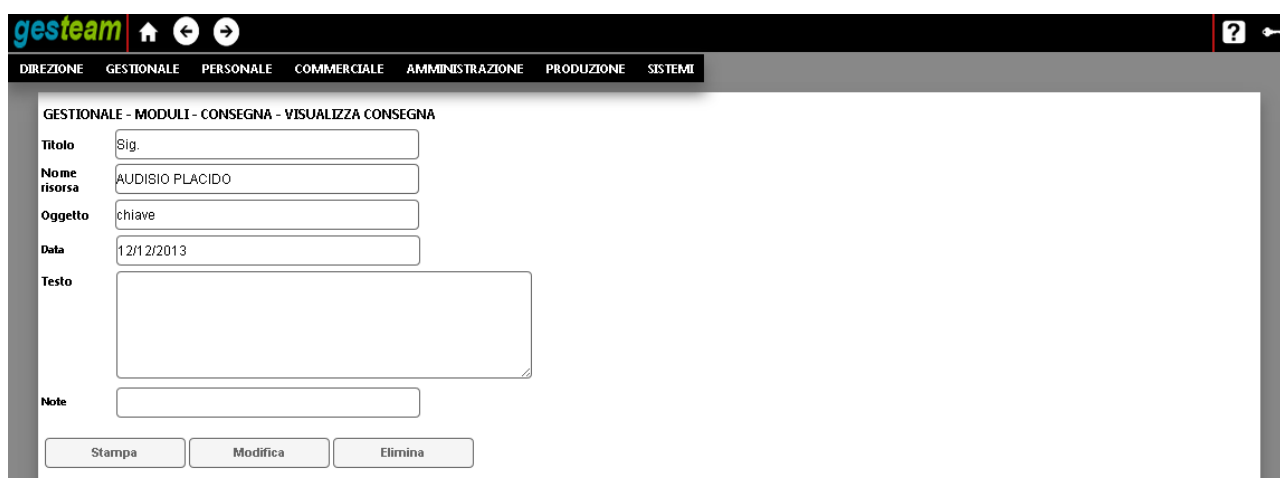 gesteam
DIREZIONE GESTIONALE PERSONALE COMMERCIALE AMMINISTRAZIONE PRODUZIONE SISTEMI
GESTIONALE - MODULI - CONSEGNA - VISUALIZZA CONSEGNA
Titolo Sig.
Nome risorsa AUDISIO PLACIDO
Oggetto chiave
Data 12/12/2013
Testo
Note
Stampa Modifica Elimina